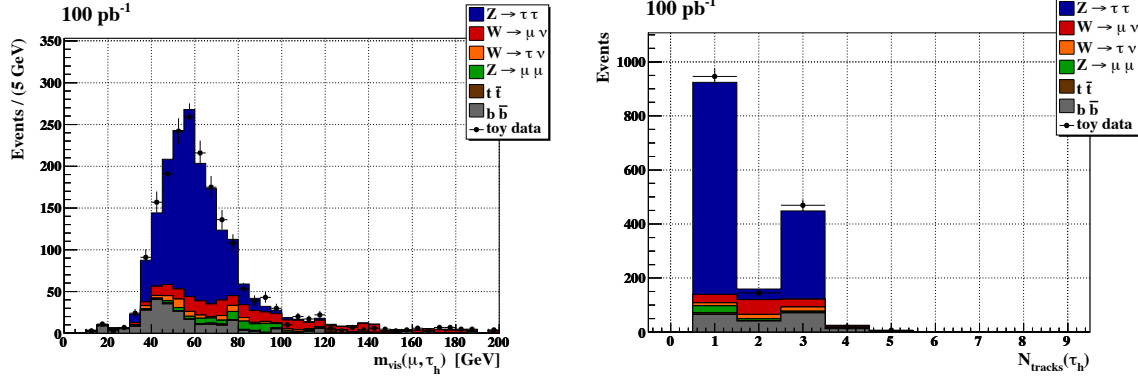 100 pb⁻¹
Z → τ τ
W → μ ν
W → τ ν
Z → μ μ
t t̄
b b̄
toy data
Events / (5 GeV)
350
300
250
200
150
100
50
0
0 20 40 60 80 100 120 140 160 180 200
m_vis(μ, τ_h) [GeV]
100 pb⁻¹
Z → τ τ
W → μ ν
W → τ ν
Z → μ μ
t t̄
b b̄
toy data
Events
1000
800
600
400
200
0
0 1 2 3 4 5 6 7 8 9
N_tracks(τ_h)